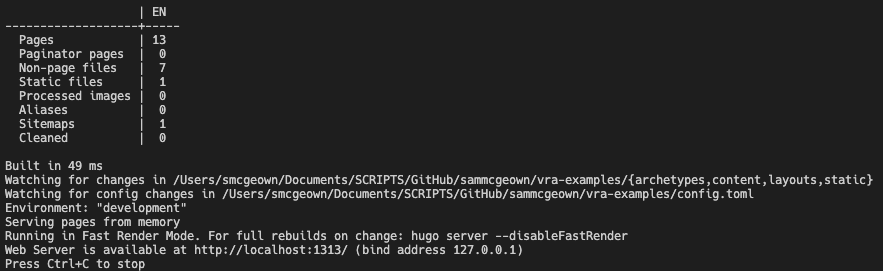 | EN
-------------------+-----
  Pages            | 13
  Paginator pages  |  0
  Non-page files   |  7
  Static files     |  1
  Processed images |  0
  Aliases          |  0
  Sitemaps         |  1
  Cleaned          |  0

Built in 49 ms
Watching for changes in /Users/smcgeown/Documents/SCRIPTS/GitHub/sammcgeown/vra-examples/{archetypes,content,layouts,static}
Watching for config changes in /Users/smcgeown/Documents/SCRIPTS/GitHub/sammcgeown/vra-examples/config.toml
Environment: "development"
Serving pages from memory
Running in Fast Render Mode. For full rebuilds on change: hugo server --disableFastRender
Web Server is available at http://localhost:1313/ (bind address 127.0.0.1)
Press Ctrl+C to stop